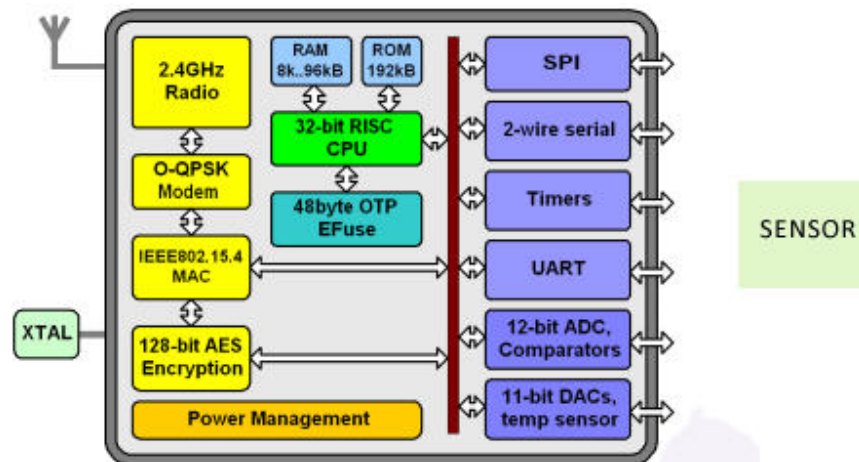 2.4GHz
Radio
RAM
8k..96kB
ROM
192kB
SPI
32-bit RISC
CPU
2-wire serial
O-QPSK
Modem
48byte OTP
EFuse
Timers
SENSOR
IEEE802.15.4
MAC
UART
XTAL
128-bit AES
Encryption
12-bit ADC,
Comparators
Power Management
11-bit DACs,
temp sensor